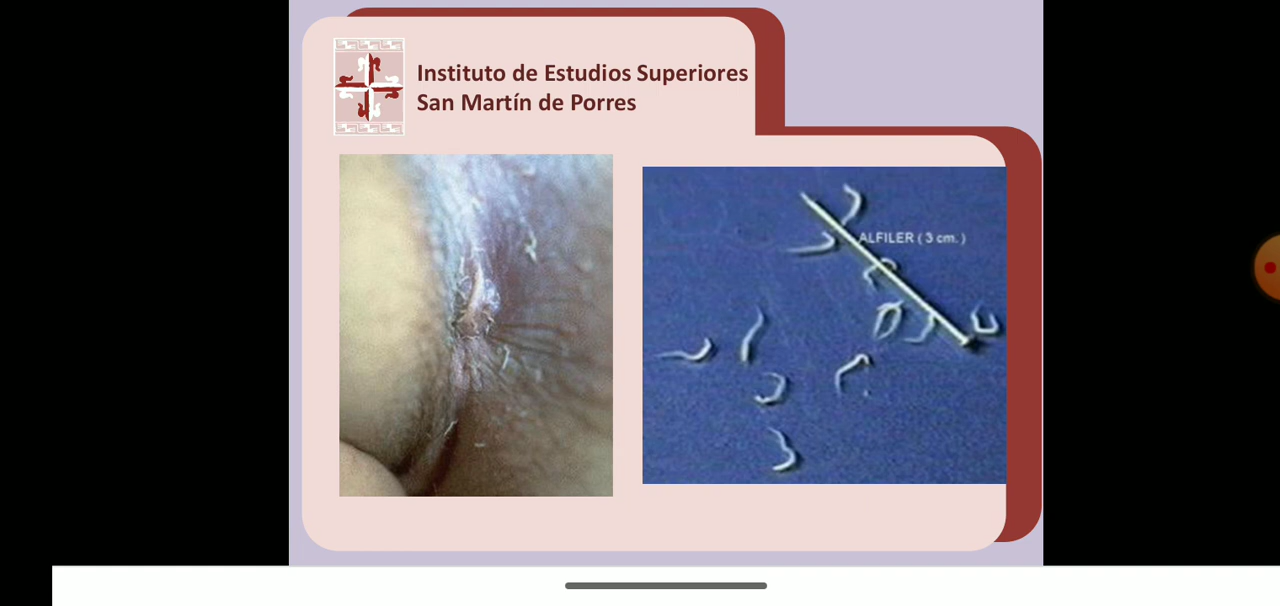 Instituto de Estudios Superiores
San Martín de Porres
ALFILER ( 3 cm. )